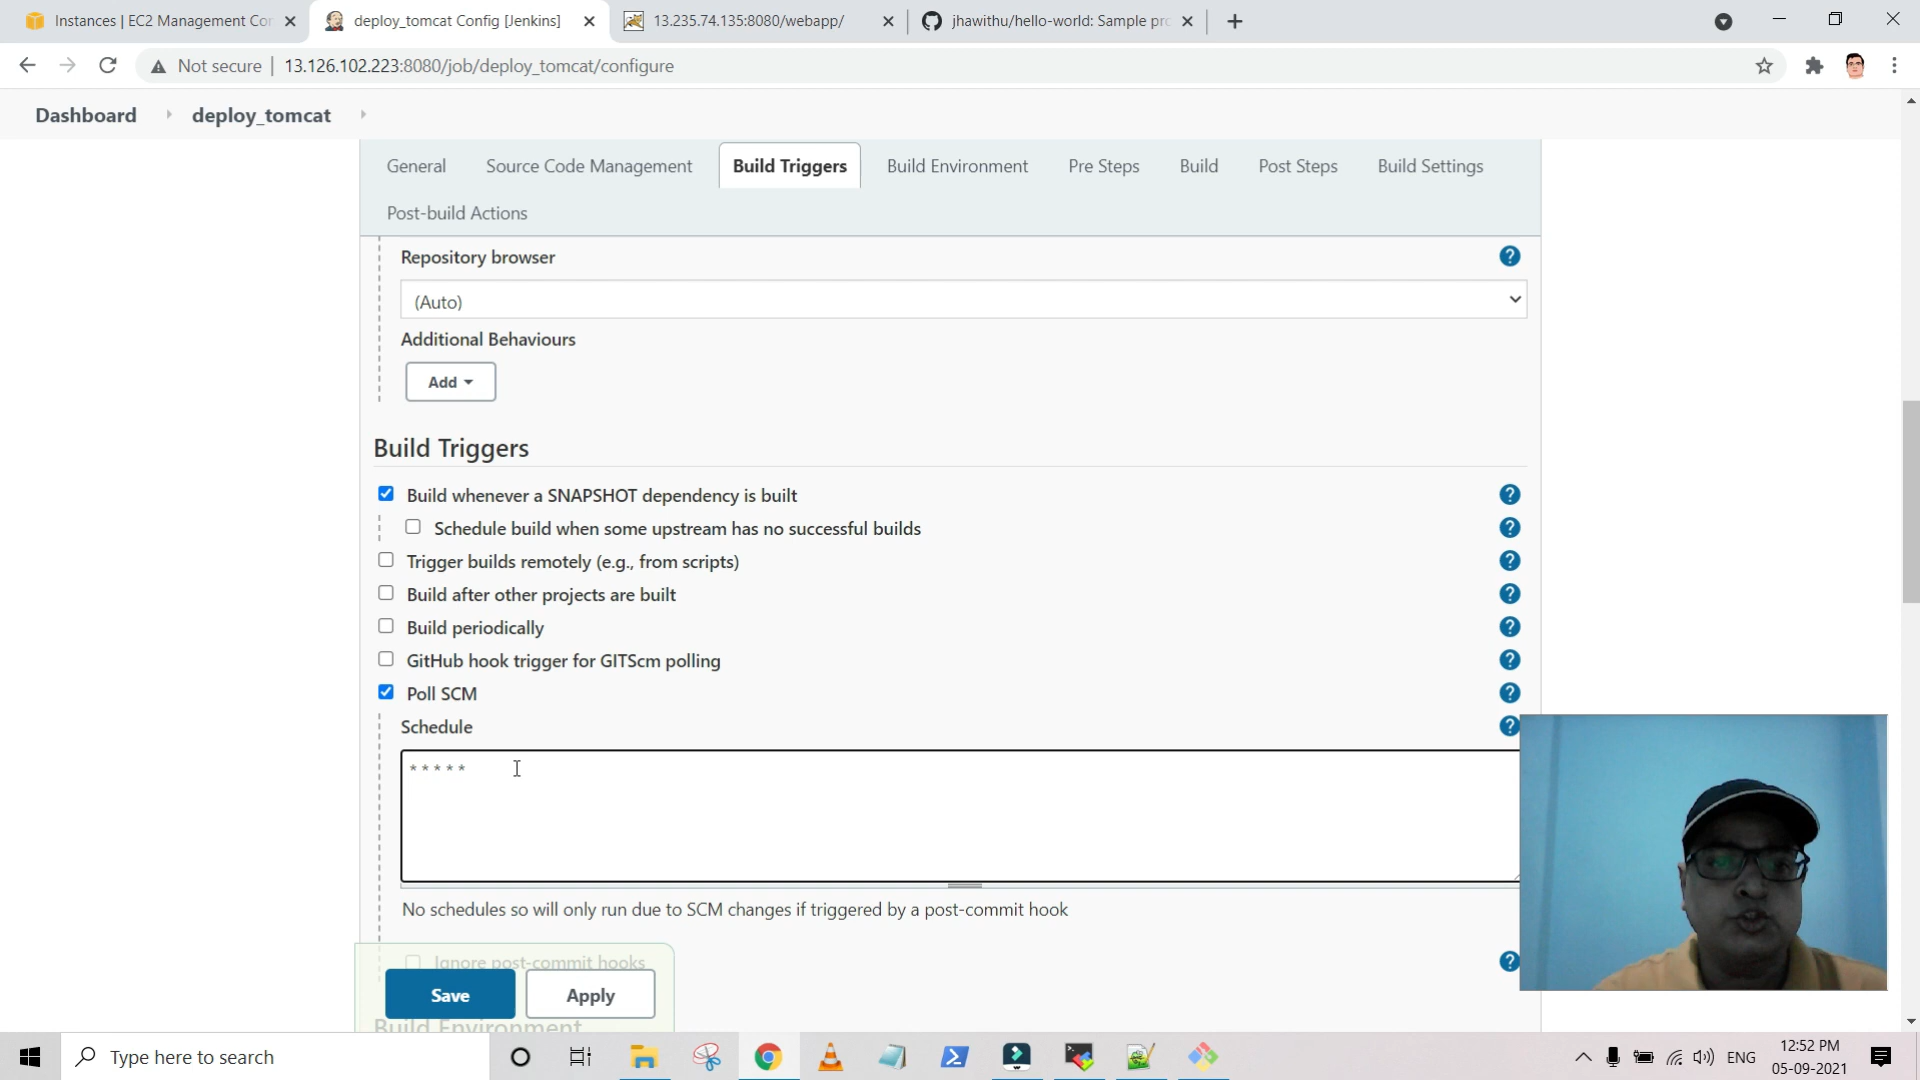 Instances | EC2 Management Con
deploy_tomcat Config [Jenkins]
13.235.74.135:8080/webapp/
jhawithu/hello-world: Sample pro
Not secure
13.126.102.223:8080/job/deploy_tomcat/configure
Dashboard
deploy_tomcat
General
Source Code Management
Build Triggers
Build Environment
Pre Steps
Build
Post Steps
Build Settings
Post-build Actions
Repository browser
(Auto)
Additional Behaviours
Add
Build Triggers
Build whenever a SNAPSHOT dependency is built
Schedule build when some upstream has no successful builds
Trigger builds remotely (e.g., from scripts)
Build after other projects are built
Build periodically
GitHub hook trigger for GITScm polling
Poll SCM
Schedule
* * * * *
No schedules so will only run due to SCM changes if triggered by a post-commit hook
Ignore post-commit hooks
Save
Apply
Build Environment
Type here to search
ENG
12:52 PM
05-09-2021